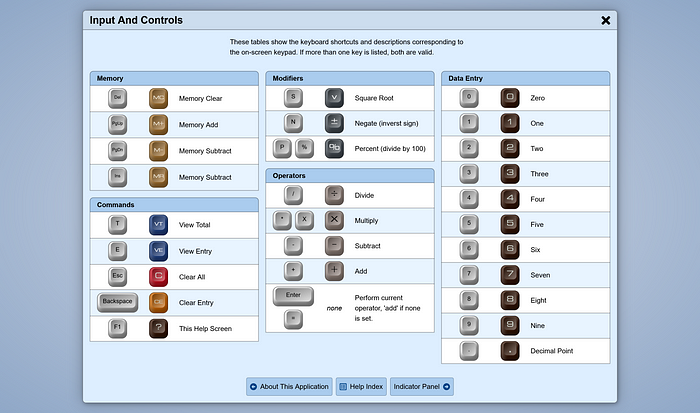 Input And Controls
These tables show the keyboard shortcuts and descriptions corresponding to
the on-screen keypad. If more than one key is listed, both are valid.
Memory
Del MC Memory Clear
PgUp M+ Memory Add
PgDn M- Memory Subtract
Ins MR Memory Subtract
Commands
T VT View Total
E VE View Entry
Esc C Clear All
Backspace CE Clear Entry
F1 ? This Help Screen
Modifiers
S √ Square Root
N ± Negate (inverst sign)
P % % Percent (divide by 100)
Operators
/ ÷ Divide
* X × Multiply
- − Subtract
+ + Add
Enter
= none Perform current
operator, 'add' if none
is set.
Data Entry
0 0 Zero
1 1 One
2 2 Two
3 3 Three
4 4 Four
5 5 Five
6 6 Six
7 7 Seven
8 8 Eight
9 9 Nine
. . Decimal Point
About This Application
Help Index
Indicator Panel